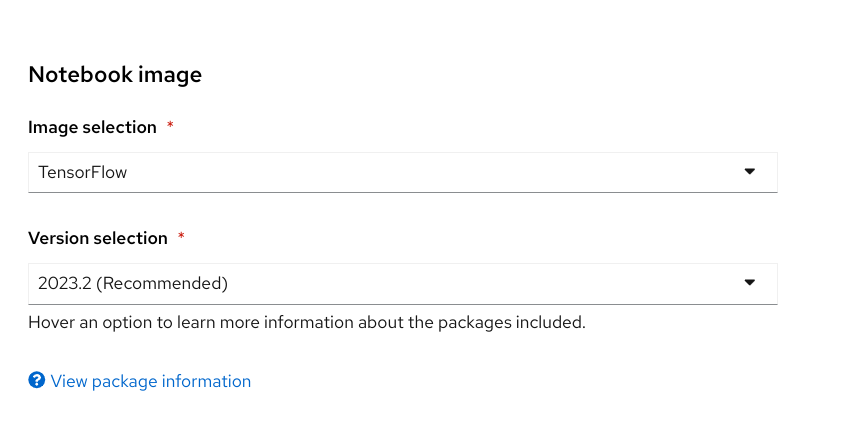 Notebook image
Image selection *
TensorFlow
Version selection *
2023.2 (Recommended)
Hover an option to learn more information about the packages included.
View package information